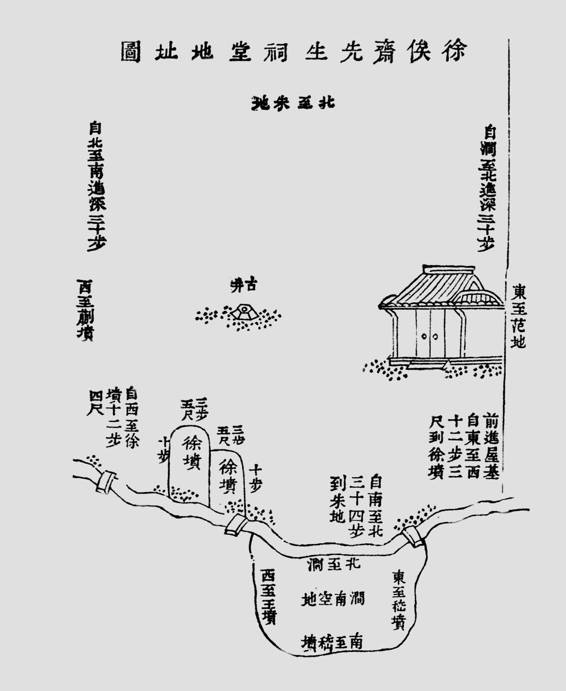 徐俟齋先生祠堂地址圖
北至朱地
自澗至北進深三十步
自北至南進深三十步
東至范地
古井
西至蒯墳
前進屋基
自東至西
十二步三
尺到徐墳
自南至北
三十四步
到朱地
三步
五尺
徐墳
十步
三步
五尺
徐墳
十步
自西至徐
墳十二步
四尺
北至澗
東至嵇墳
澗南空地
西至王墳
南至嵇墳